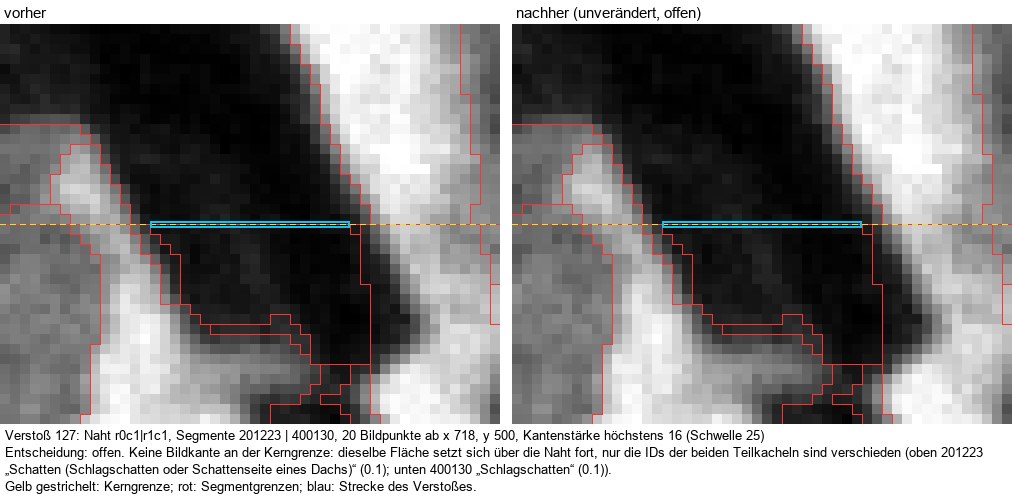 vorher
nachher (unverändert, offen)
Verstoß 127: Naht r0c1|r1c1, Segmente 201223 | 400130, 20 Bildpunkte ab x 718, y 500, Kantenstärke höchstens 16 (Schwelle 25)
Entscheidung: offen. Keine Bildkante an der Kerngrenze: dieselbe Fläche setzt sich über die Naht fort, nur die IDs der beiden Teilkacheln sind verschieden (oben 201223
„Schatten (Schlagschatten oder Schattenseite eines Dachs)“ (0.1); unten 400130 „Schlagschatten“ (0.1)).
Gelb gestrichelt: Kerngrenze; rot: Segmentgrenzen; blau: Strecke des Verstoßes.